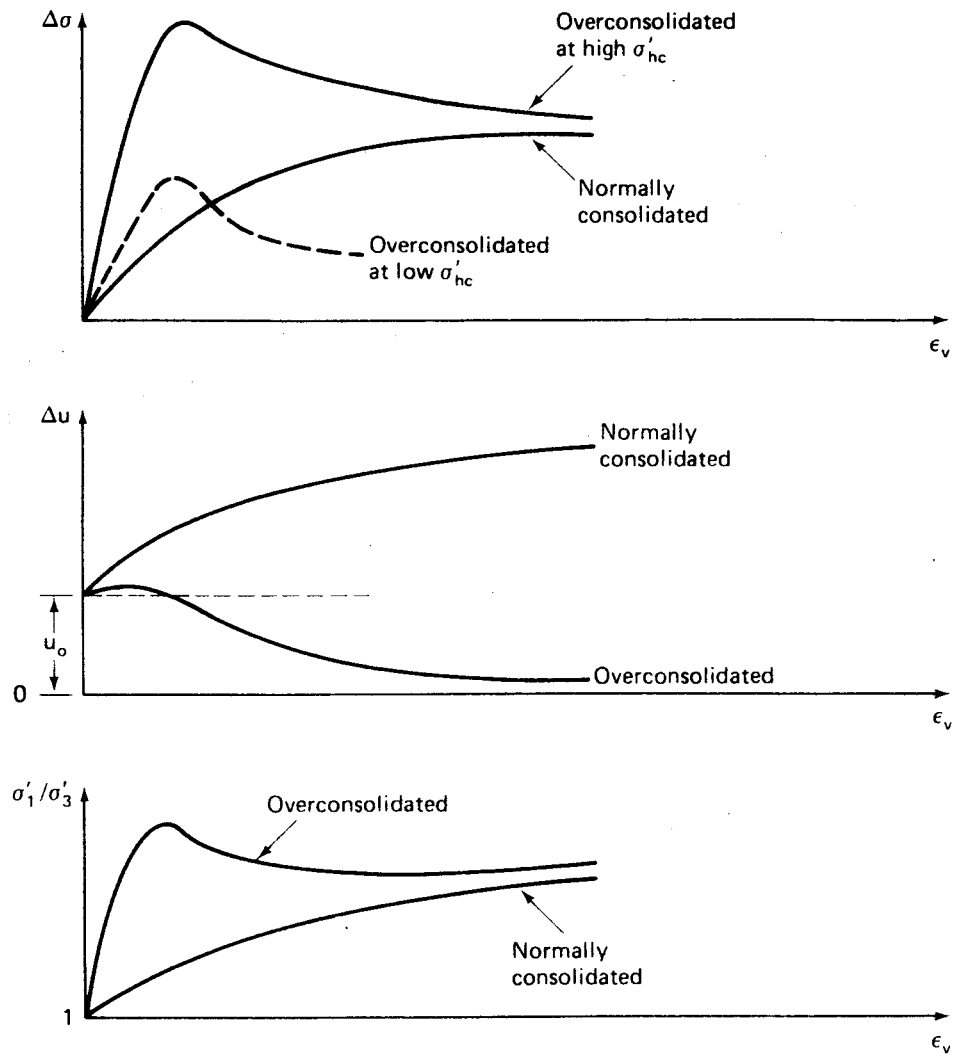 Δσ
Overconsolidated
at high σ′hc
Normally
consolidated
Overconsolidated
at low σ′hc
ϵv
Δu
Normally
consolidated
uo
0
Overconsolidated
ϵv
σ′1/σ′3
Overconsolidated
Normally
consolidated
1
ϵv